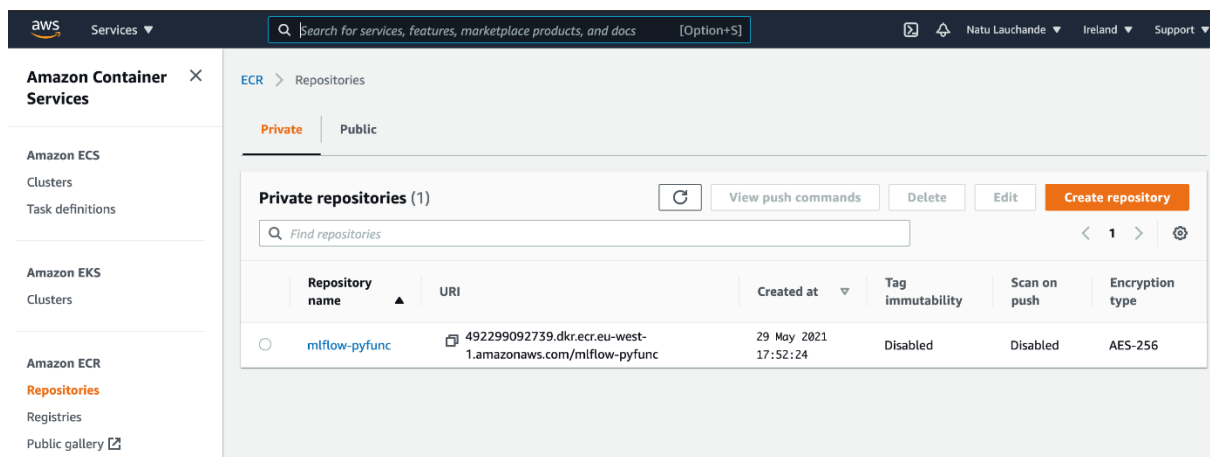 aws Services ▼ Search for services, features, marketplace products, and docs [Option+S] Natu Lauchande ▼ Ireland ▼ Support ▼
Amazon Container
Services
Amazon ECS
Clusters
Task definitions
Amazon EKS
Clusters
Amazon ECR
Repositories
Registries
Public gallery
ECR > Repositories
Private Public
Private repositories (1) View push commands Delete Edit Create repository
Find repositories < 1 >
Repository
name ▲ URI Created at ▽ Tag
immutability Scan on
push Encryption
type
mlflow-pyfunc 492299092739.dkr.ecr.eu-west-
1.amazonaws.com/mlflow-pyfunc 29 May 2021
17:52:24 Disabled Disabled AES-256